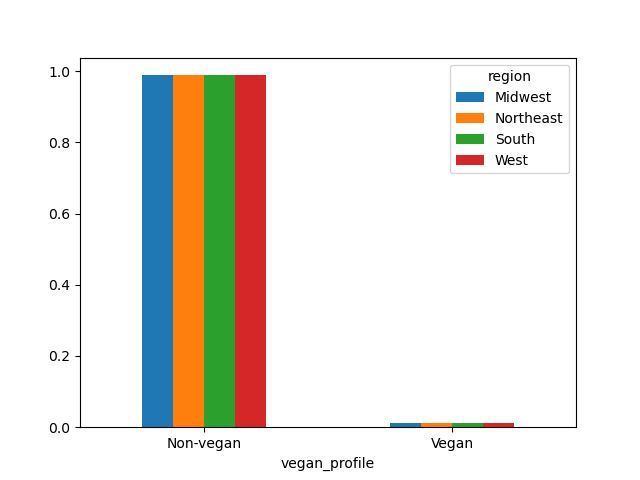 1.0
0.8
0.6
0.4
0.2
0.0
region
Midwest
Northeast
South
West
Non-vegan
Vegan
vegan_profile